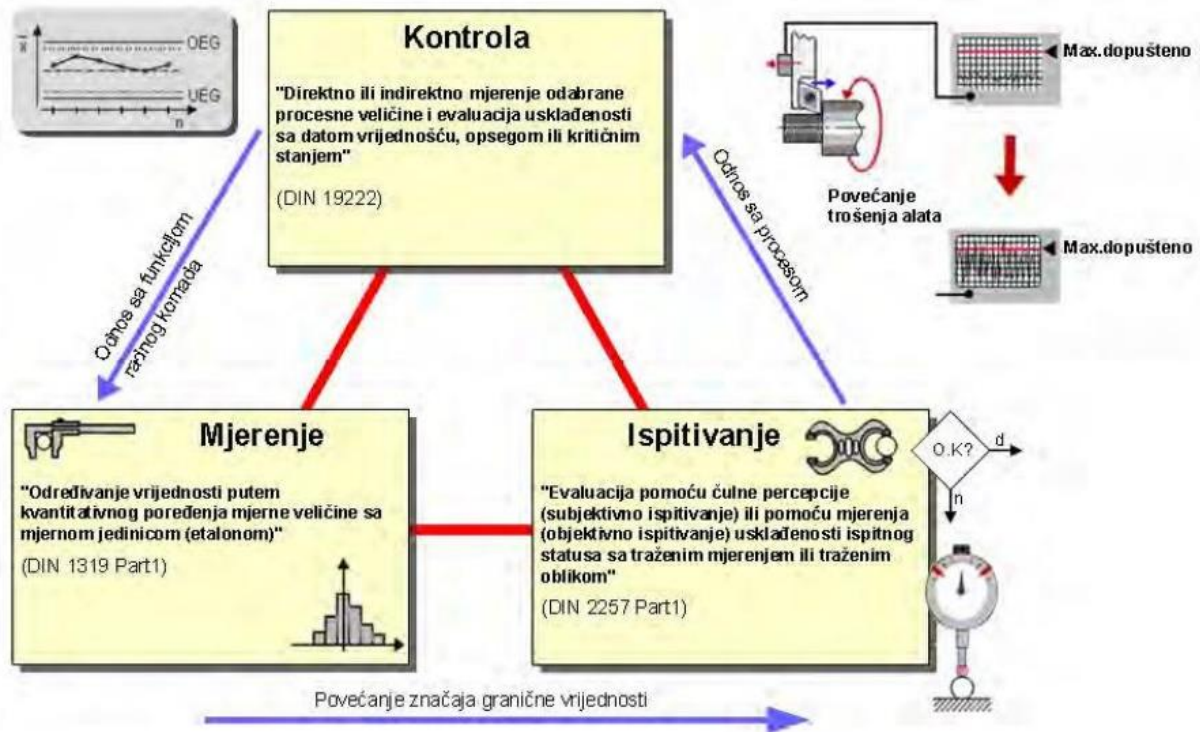 x̄
OEG
UEG
n
Kontrola
"Direktno ili indirektno mjerenje odabrane
procesne veličine i evaluacija usklađenosti
sa datom vrijednošću, opsegom ili kritičnim
stanjem"
(DIN 19222)
Max.dopušteno
Povećanje
trošenja alata
Max.dopušteno
Odnos sa funkcijom
radnog komada
Odnos sa procesom
Mjerenje
"Određivanje vrijednosti putem
kvantitativnog poređenja mjerne veličine sa
mjernom jedinicom (etalonom)"
(DIN 1319 Part1)
Ispitivanje
"Evaluacija pomoću čulne percepcije
(subjektivno ispitivanje) ili pomoću mjerenja
(objektivno ispitivanje) usklađenosti ispitnog
statusa sa traženim mjerenjem ili traženim
oblikom"
(DIN 2257 Part1)
O.K?
d
n
Povećanje značaja granične vrijednosti